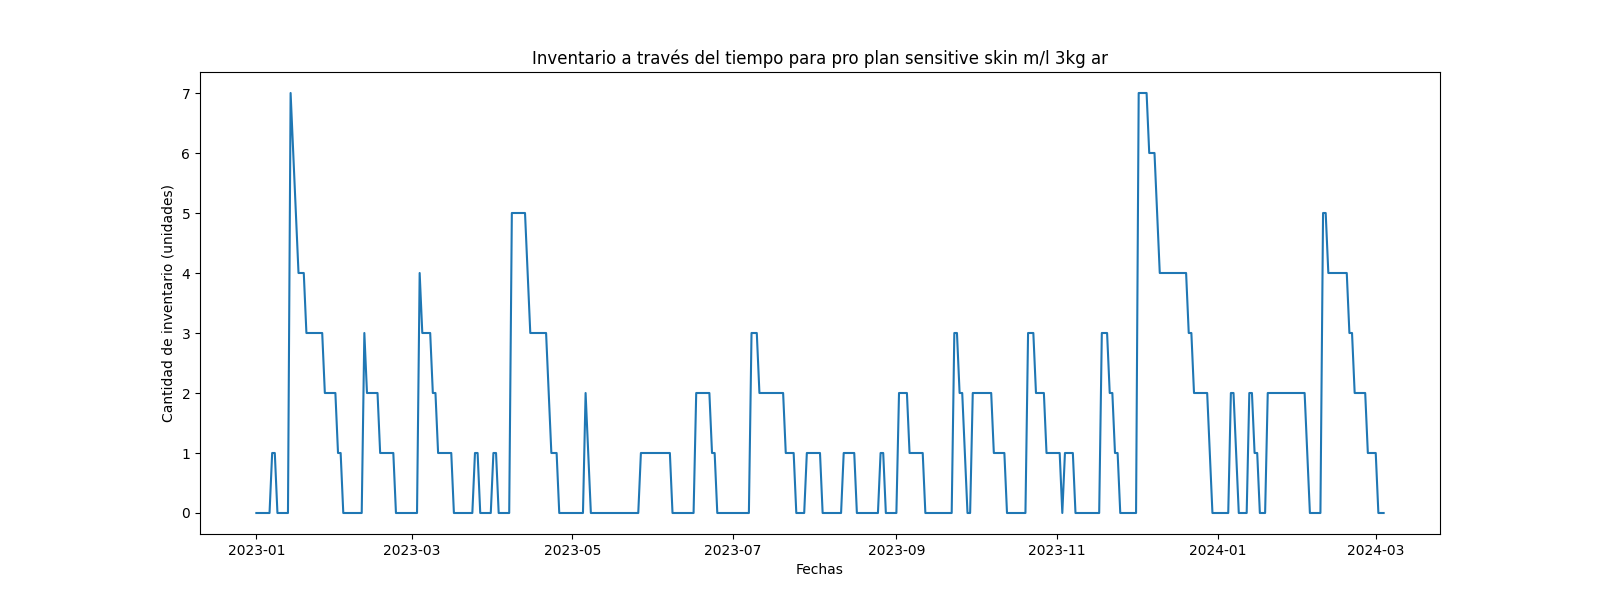 Inventario a través del tiempo para pro plan sensitive skin m/l 3kg ar
Cantidad de inventario (unidades)
7
6
5
4
3
2
1
0
2023-01 2023-03 2023-05 2023-07 2023-09 2023-11 2024-01 2024-03
Fechas